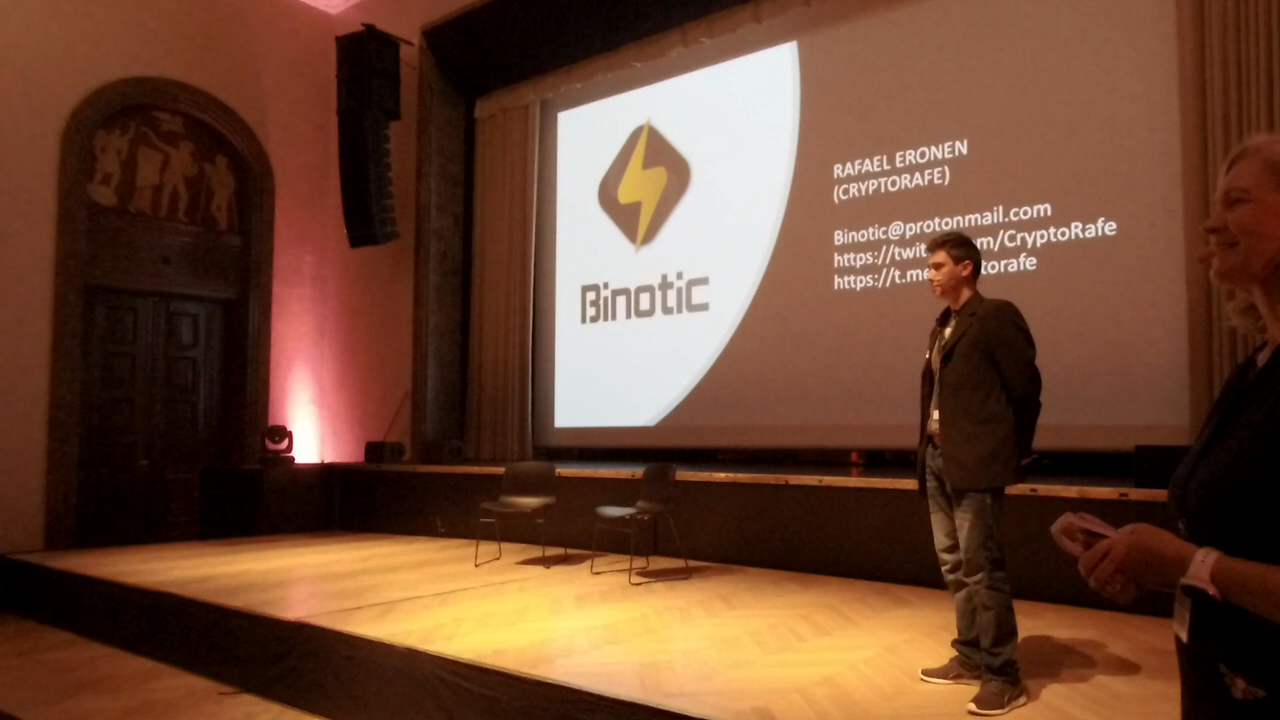 Binotic
RAFAEL ERONEN
(CRYPTORAFE)
Binotic@protonmail.com
https://twit m/CryptoRafe
https://t.me torafe